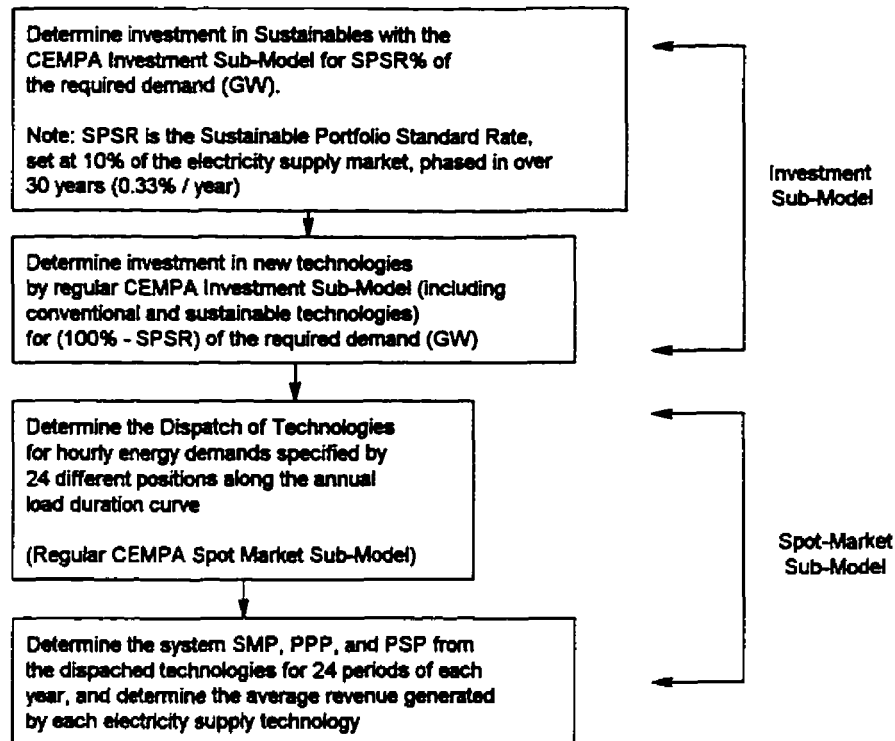 Determine investment in Sustainables with the
CEMPA Investment Sub-Model for SPSR% of
the required demand (GW).
Note: SPSR is the Sustainable Portfolio Standard Rate,
set at 10% of the electricity supply market, phased in over
30 years (0.33% / year)
Investment
Sub-Model
Determine investment in new technologies
by regular CEMPA Investment Sub-Model (including
conventional and sustainable technologies)
for (100% - SPSR) of the required demand (GW)
Determine the Dispatch of Technologies
for hourly energy demands specified by
24 different positions along the annual
load duration curve
(Regular CEMPA Spot Market Sub-Model)
Spot-Market
Sub-Model
Determine the system SMP, PPP, and PSP from
the dispached technologies for 24 periods of each
year, and determine the average revenue generated
by each electricity supply technology